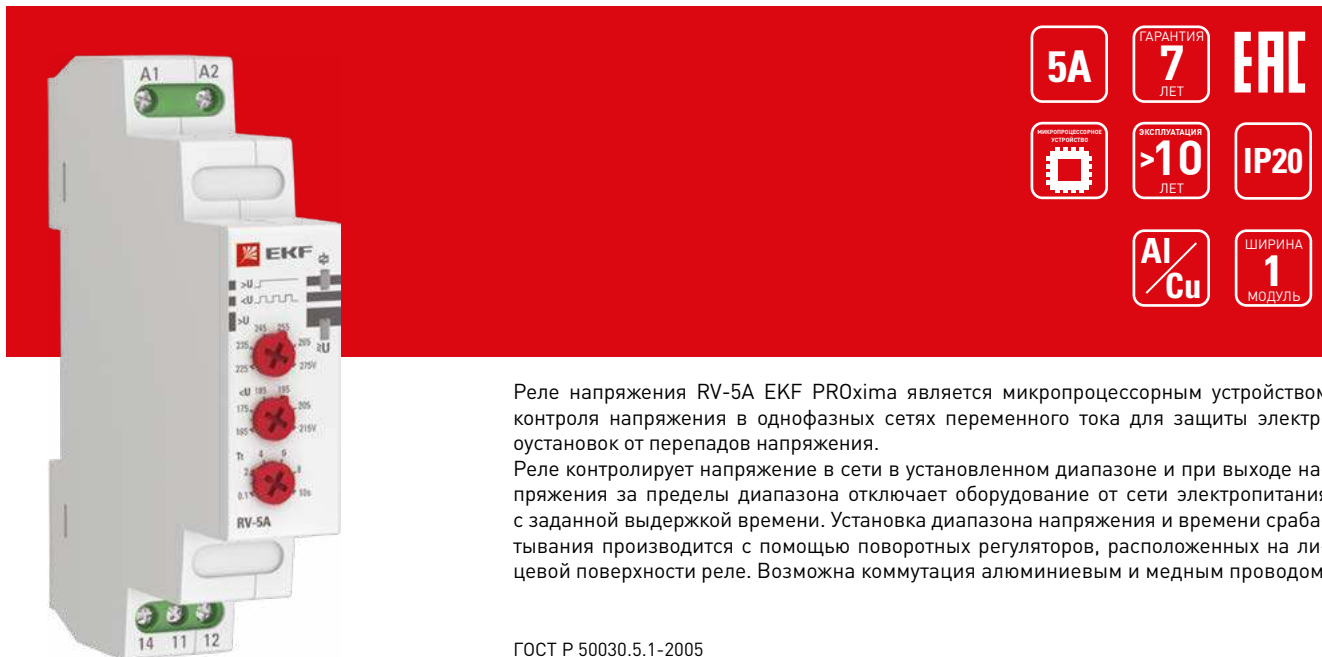 A1 A2
EKF
>U
<U
>U
245 255
235 265
≥U
225 275V
<U 185 195
175 205
165 215V
Tt 4 6
2 8
0.1 10s
RV-5A
14 11 12
5А
ГАРАНТИЯ
7
ЛЕТ
EAC
МИКРОПРОЦЕССОРНОЕ
УСТРОЙСТВО
ЭКСПЛУАТАЦИЯ
>10
ЛЕТ
IP20
Al/Cu
ШИРИНА
1
МОДУЛЬ
Реле напряжения RV-5A EKF PROxima является микропроцессорным устройством
контроля напряжения в однофазных сетях переменного тока для защиты электр
оустановок от перепадов напряжения.
Реле контролирует напряжение в сети в установленном диапазоне и при выходе на
пряжения за пределы диапазона отключает оборудование от сети электропитания
с заданной выдержкой времени. Установка диапазона напряжения и времени сраба
тывания производится с помощью поворотных регуляторов, расположенных на ли
цевой поверхности реле. Возможна коммутация алюминиевым и медным проводом
ГОСТ Р 50030.5.1-2005